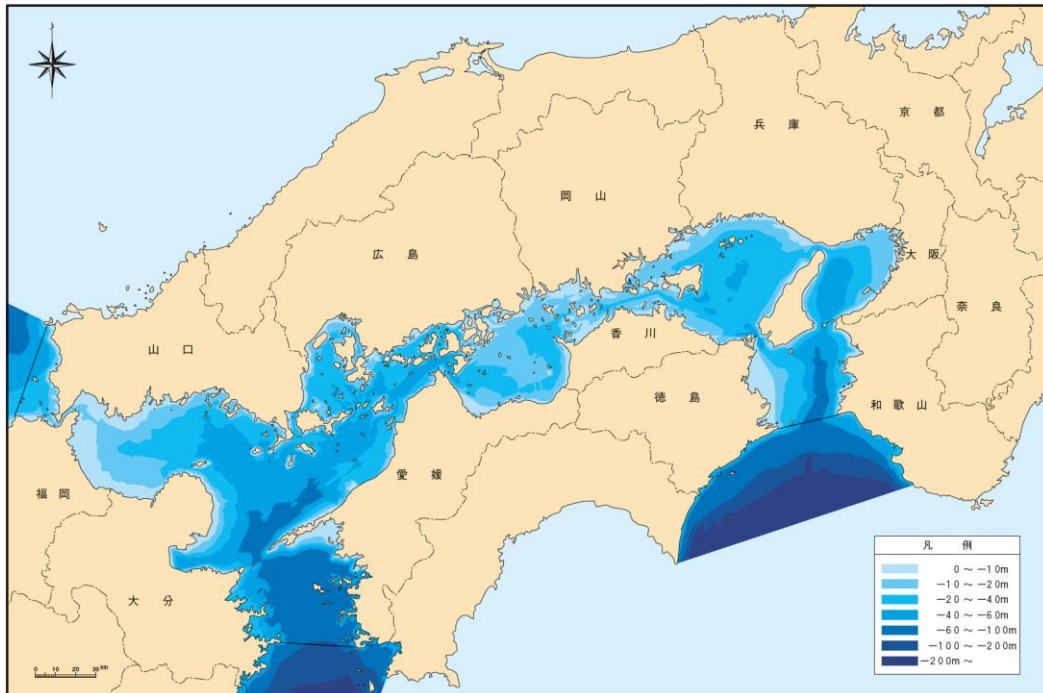 京 都
兵 庫
岡 山
広 島
大 阪
奈 良
香 川
山 口
徳 島
和 歌 山
愛 媛
福 岡
大 分
凡 例
0 ～ －10m
－10 ～ －20m
－20 ～ －40m
－40 ～ －60m
－60 ～ －100m
－100 ～ －200m
－200m ～
0 10 20 30 km